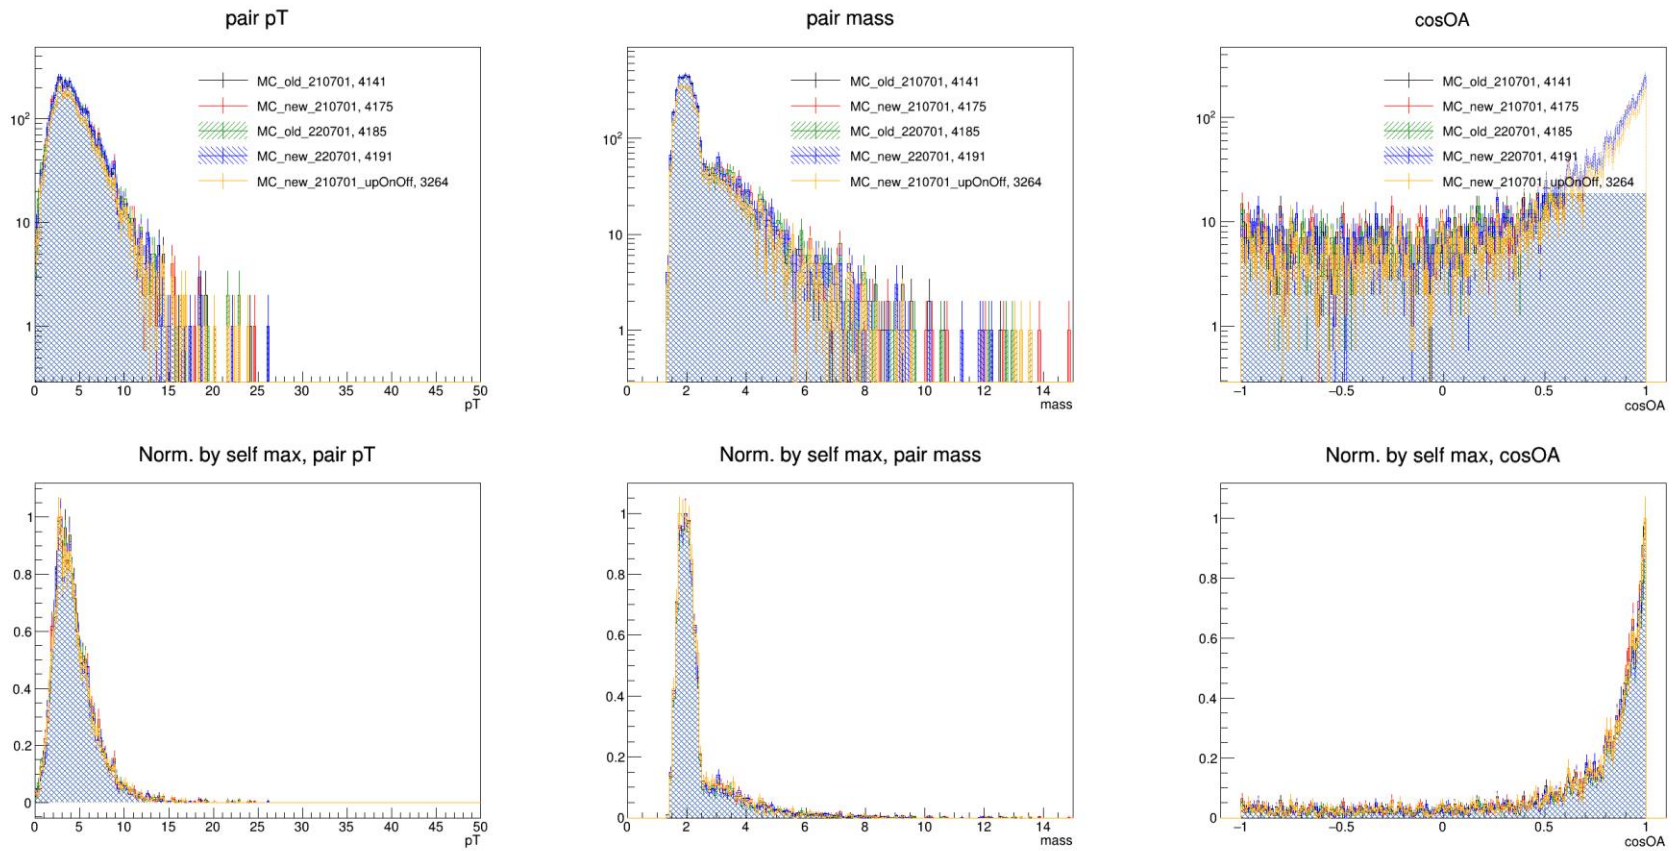 pair pT
MC_old_210701, 4141
MC_new_210701, 4175
MC_old_220701, 4185
MC_new_220701, 4191
MC_new_210701_upOnOff, 3264
10²
10
1
0 5 10 15 20 25 30 35 40 45 50
pT
pair mass
MC_old_210701, 4141
MC_new_210701, 4175
MC_old_220701, 4185
MC_new_220701, 4191
MC_new_210701_upOnOff, 3264
10²
10
1
0 2 4 6 8 10 12 14
mass
cosOA
MC_old_210701, 4141
MC_new_210701, 4175
MC_old_220701, 4185
MC_new_220701, 4191
MC_new_210701_upOnOff, 3264
10²
10
1
−1 −0.5 0 0.5 1
cosOA
Norm. by self max, pair pT
1
0.8
0.6
0.4
0.2
0
0 5 10 15 20 25 30 35 40 45 50
pT
Norm. by self max, pair mass
1
0.8
0.6
0.4
0.2
0
0 2 4 6 8 10 12 14
mass
Norm. by self max, cosOA
1
0.8
0.6
0.4
0.2
0
−1 −0.5 0 0.5 1
cosOA